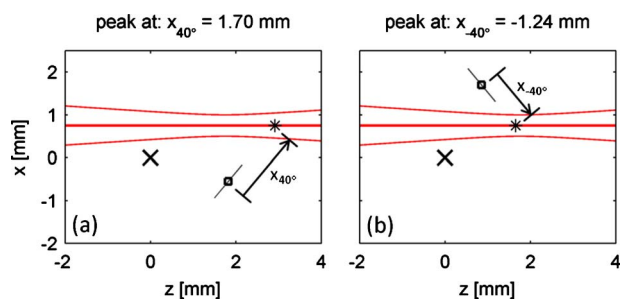 peak at: x40° = 1.70 mm
peak at: x-40° = -1.24 mm
x [mm]
2
1
0
-1
-2
(a)
x40°
-2
0
2
4
z [mm]
2
1
0
-1
-2
(b)
x-40°
-2
0
2
4
z [mm]